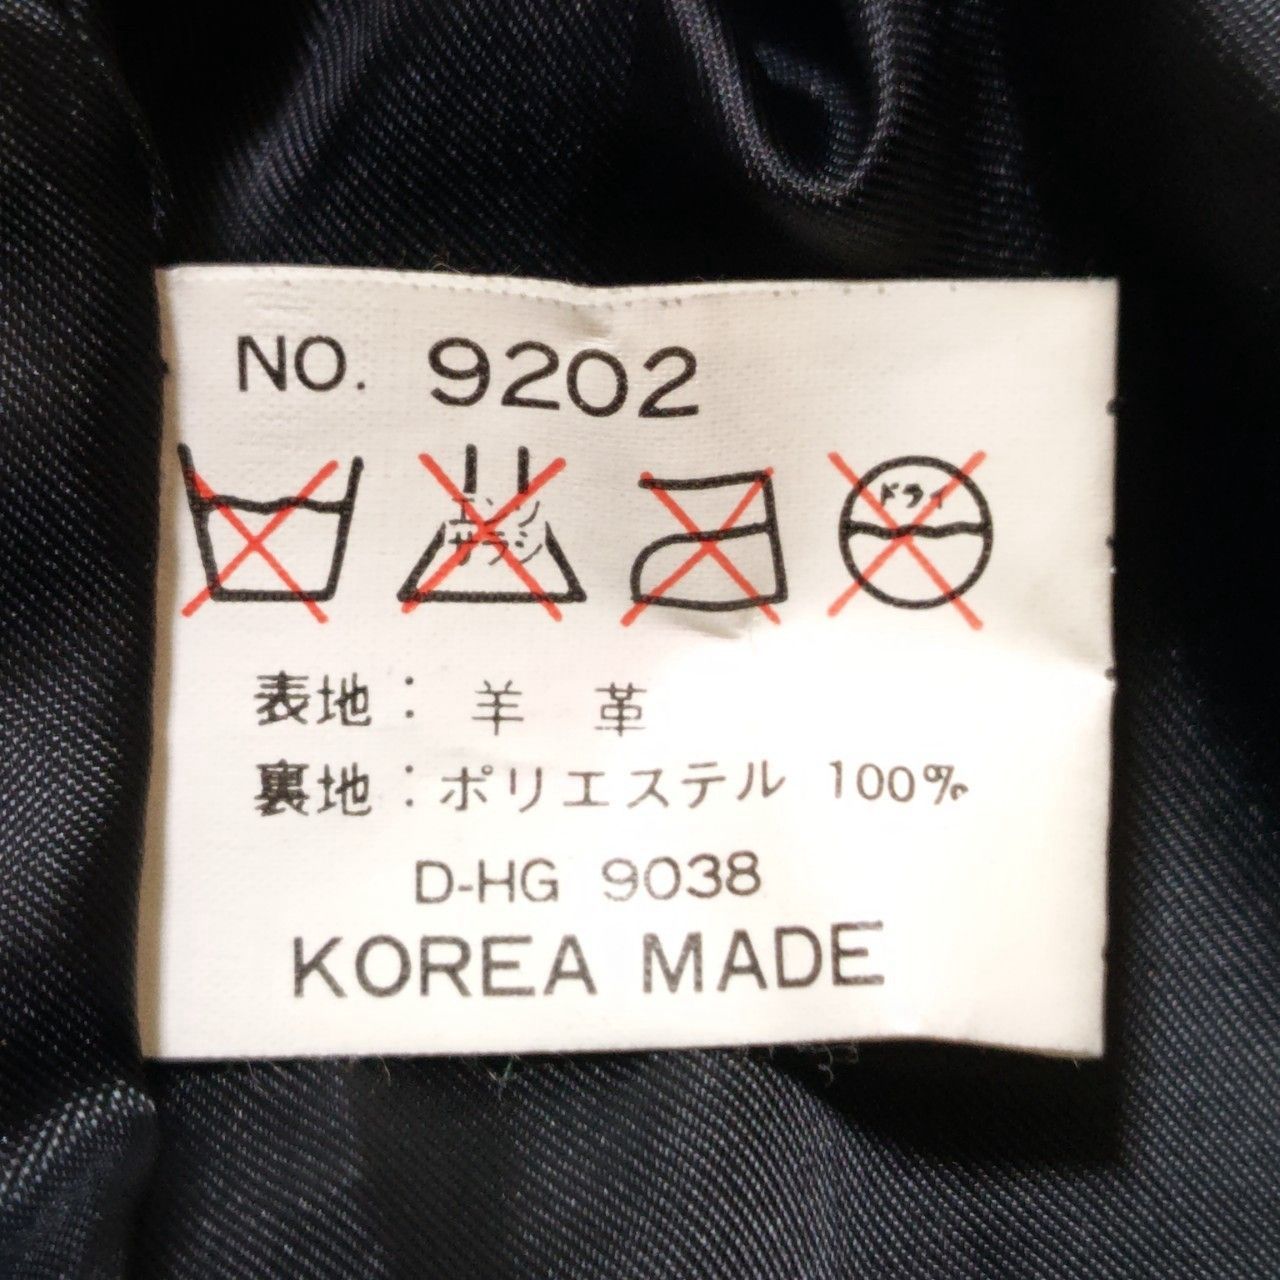 NO. 9202
エンソ サラシ ドライ
表地：羊 革
裏地：ポリエステル 100%
D-HG 9038
KOREA MADE